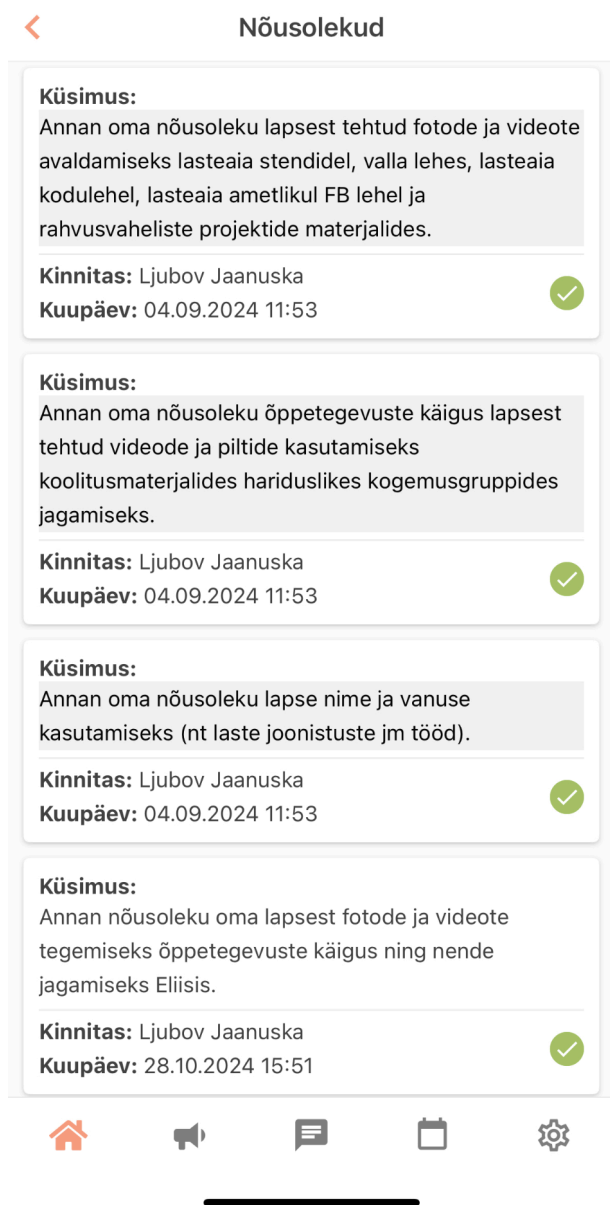 Nõusolekud
Küsimus:
Annan oma nõusoleku lapsest tehtud fotode ja videote
avaldamiseks lasteaia stendidel, valla lehes, lasteaia
kodulehel, lasteaia ametlikul FB lehel ja
rahvusvaheliste projektide materjalides.
Kinnitas: Ljubov Jaanuska
Kuupäev: 04.09.2024 11:53
Küsimus:
Annan oma nõusoleku õppetegevuste käigus lapsest
tehtud videode ja piltide kasutamiseks
koolitusmaterjalides hariduslikes kogemusgruppides
jagamiseks.
Kinnitas: Ljubov Jaanuska
Kuupäev: 04.09.2024 11:53
Küsimus:
Annan oma nõusoleku lapse nime ja vanuse
kasutamiseks (nt laste joonistuste jm tööd).
Kinnitas: Ljubov Jaanuska
Kuupäev: 04.09.2024 11:53
Küsimus:
Annan nõusoleku oma lapsest fotode ja videote
tegemiseks õppetegevuste käigus ning nende
jagamiseks Eliisis.
Kinnitas: Ljubov Jaanuska
Kuupäev: 28.10.2024 15:51